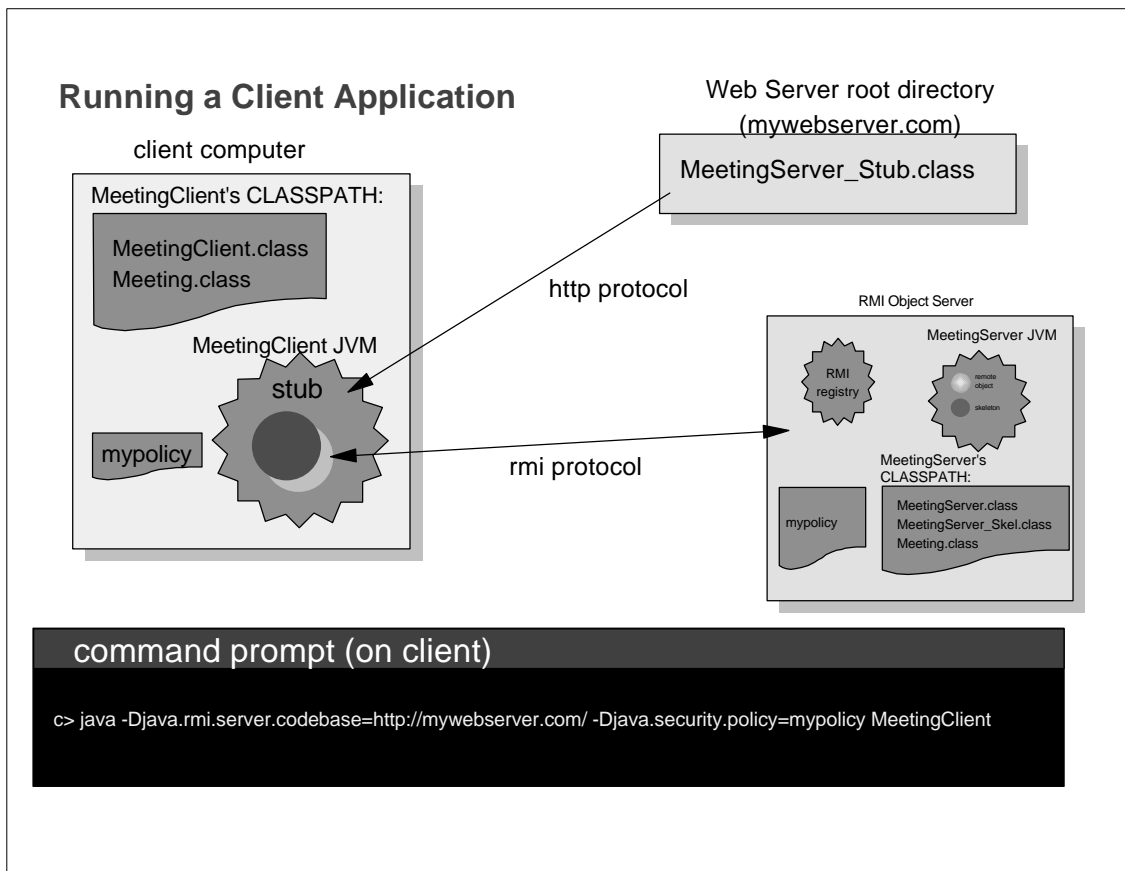 Running a Client Application
client computer
MeetingClient's CLASSPATH:
MeetingClient.class
Meeting.class
MeetingClient JVM
stub
mypolicy
Web Server root directory
(mywebserver.com)
MeetingServer_Stub.class
http protocol
rmi protocol
RMI Object Server
MeetingServer JVM
RMI
registry
remote
object
skeleton
MeetingServer's
CLASSPATH:
mypolicy
MeetingServer.class
MeetingServer_Skel.class
Meeting.class
command prompt (on client)
c> java -Djava.rmi.server.codebase=http://mywebserver.com/ -Djava.security.policy=mypolicy MeetingClient